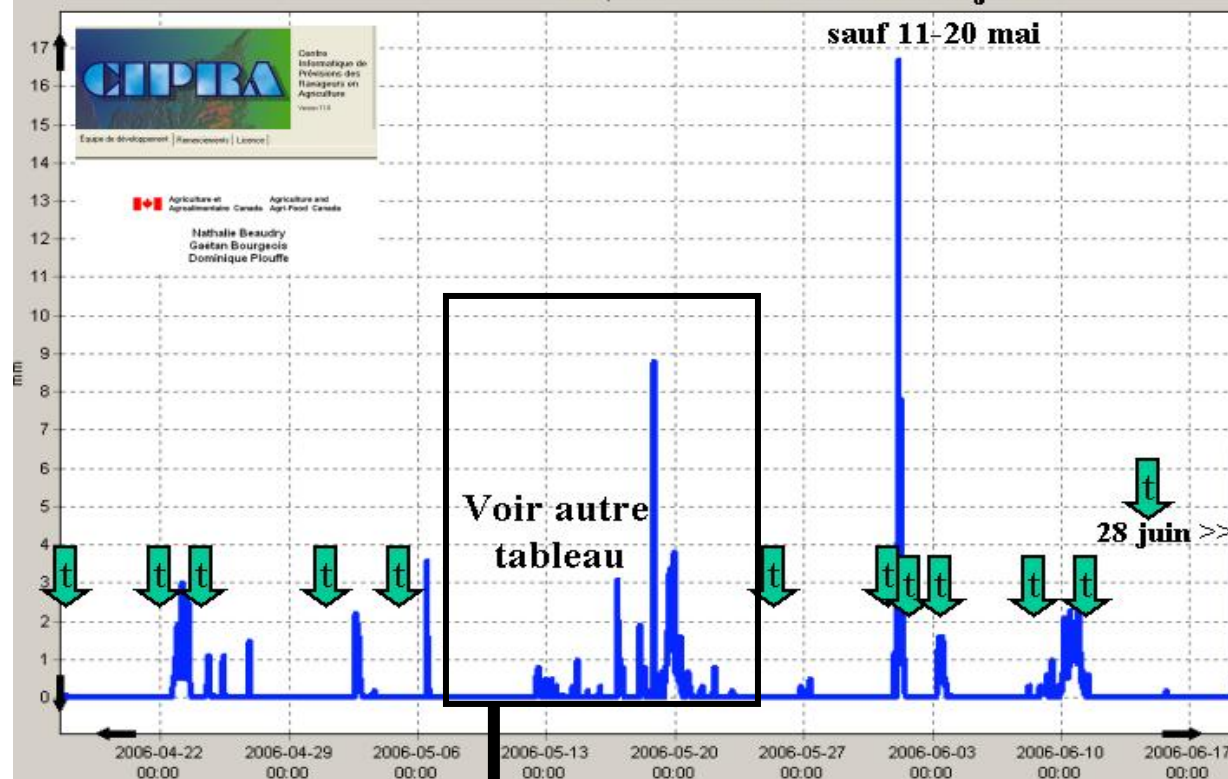 sauf 11-20 mai
CIPRA
Centre
Informatique de
Prévisions des
Ravageurs en
Agriculture
Équipe de développement
Remerciements
Licence
Agriculture et
Agroalimentaire Canada
Agriculture and
Agri-Food Canada
Nathalie Beaudry
Gaétan Bourgeois
Dominique Plouffe
17
16
15
14
13
12
11
10
9
8
7
6
5
4
3
2
1
0
mm
Voir autre
tableau
t
28 juin >>
t t t t t t t t t t t
2006-04-22
00:00
2006-04-29
00:00
2006-05-06
00:00
2006-05-13
00:00
2006-05-20
00:00
2006-05-27
00:00
2006-06-03
00:00
2006-06-10
00:00
2006-06-17
00:00